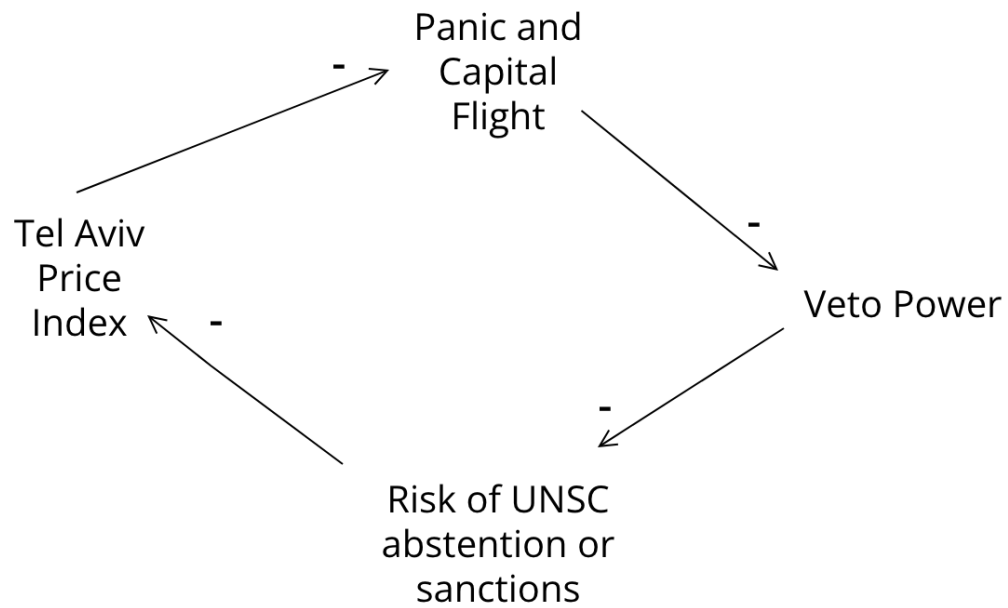 Panic and
Capital
Flight
-
-
Tel Aviv
Price
Index
-
Veto Power
-
Risk of UNSC
abstention or
sanctions